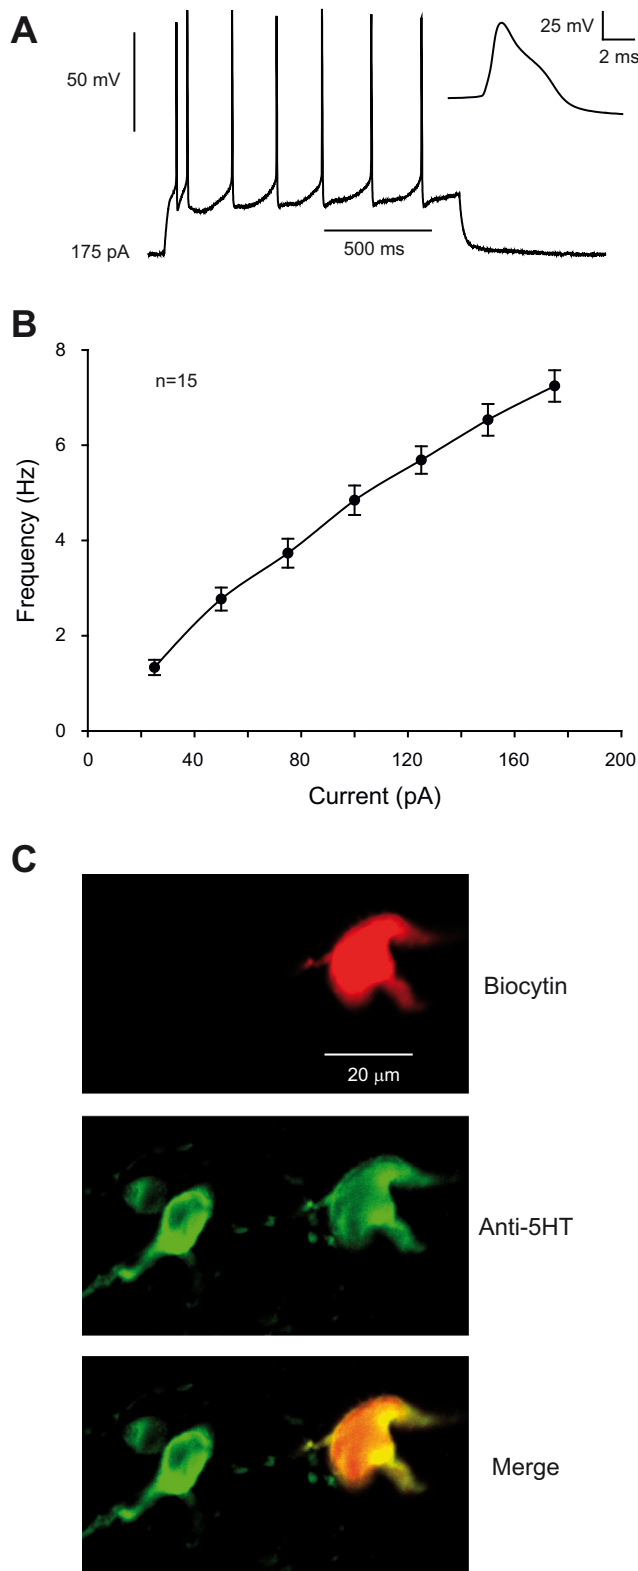 A
50 mV
25 mV
2 ms
175 pA
500 ms
B
n=15
8
6
4
2
0
Frequency (Hz)
0 40 80 120 160 200
Current (pA)
C
Biocytin
20 μm
Anti-5HT
Merge